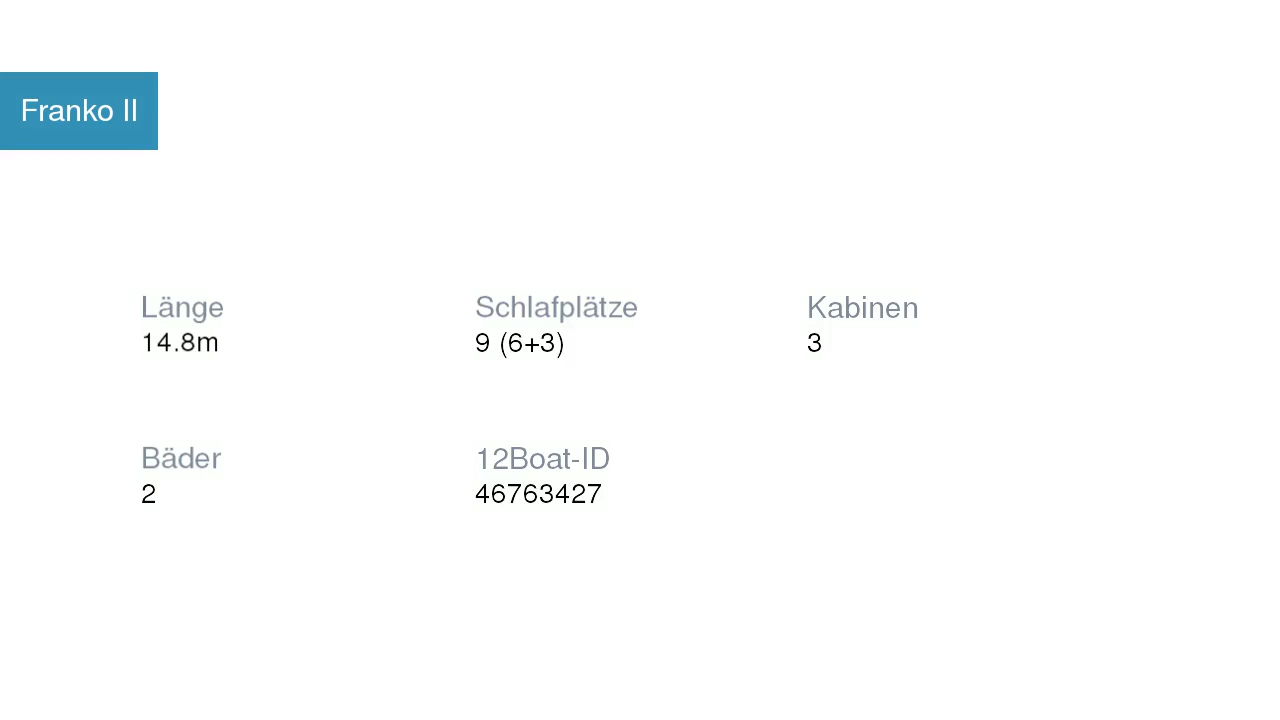 Franko II
Länge
14.8m
Schlafplätze
9 (6+3)
Kabinen
3
Bäder
2
12Boat-ID
46763427